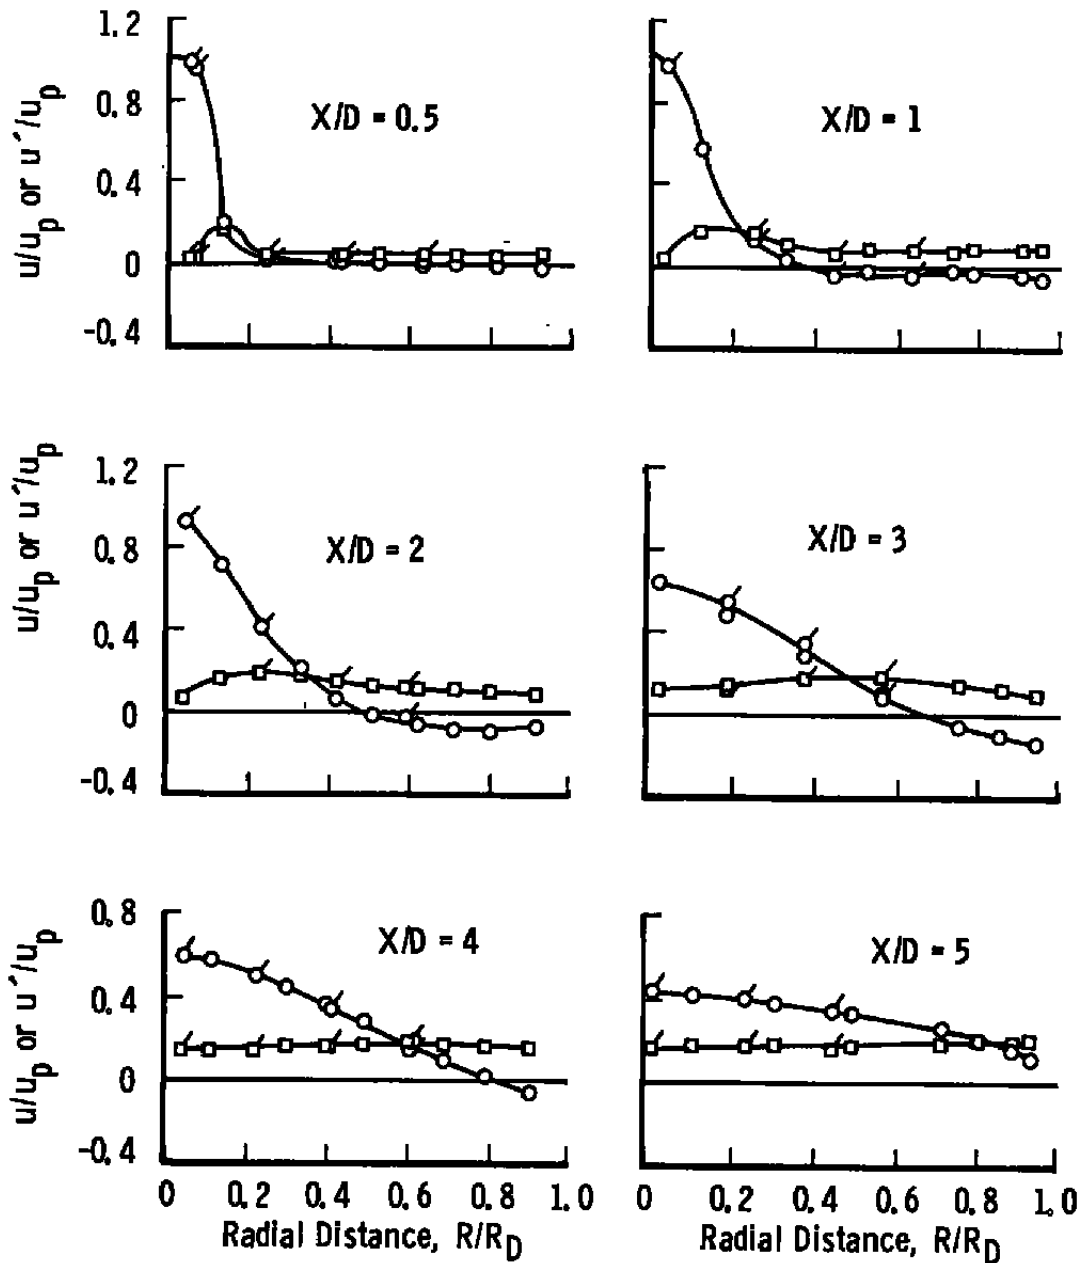 1.2
0.8
0.4
0
-0.4
u/u_p or u´/u_p
X/D = 0.5
X/D = 1
1.2
0.8
0.4
0
-0.4
u/u_p or u´/u_p
X/D = 2
X/D = 3
0.8
0.4
0
-0.4
u/u_p or u´/u_p
X/D = 4
X/D = 5
0 0.2 0.4 0.6 0.8 1.0
Radial Distance, R/R_D
0 0.2 0.4 0.6 0.8 1.0
Radial Distance, R/R_D